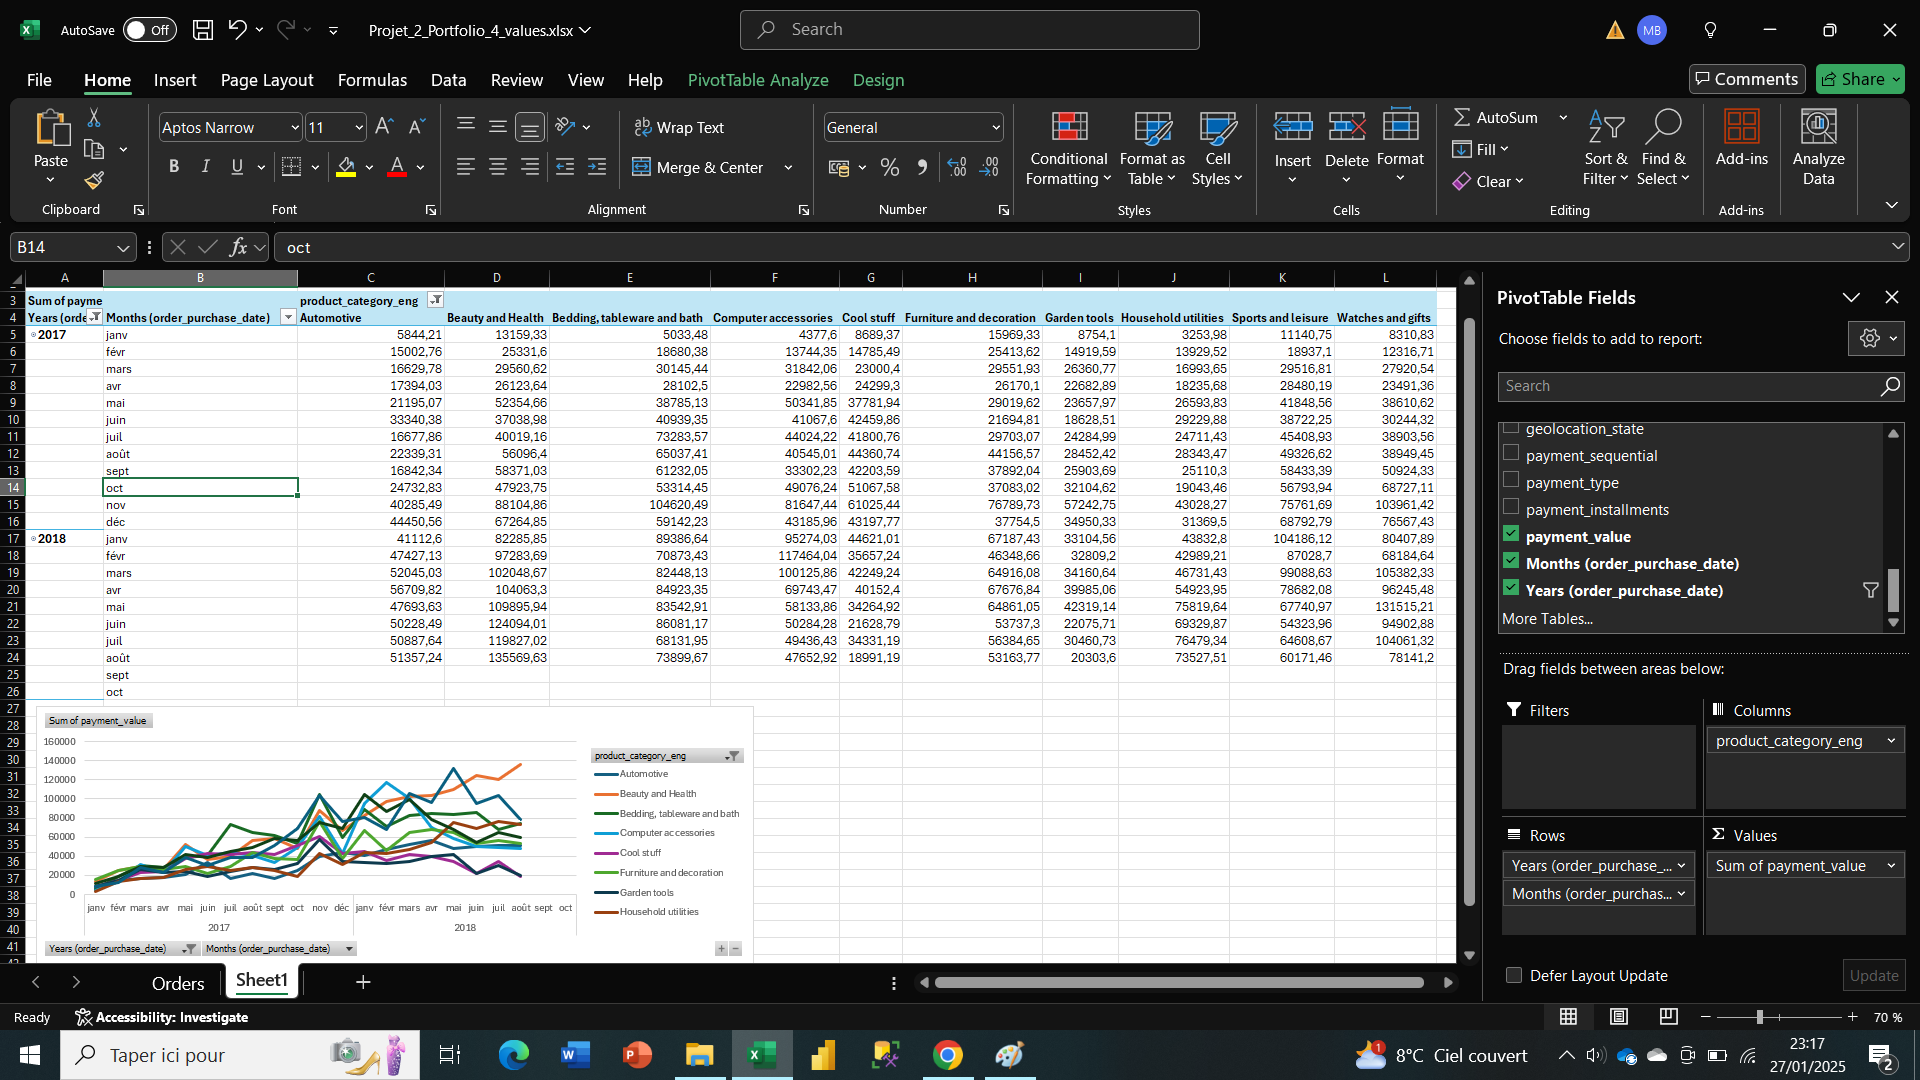 AutoSave Off Projet_2_Portfolio_4_values.xlsx Search MB
File Home Insert Page Layout Formulas Data Review View Help PivotTable Analyze Design Comments Share
Paste Aptos Narrow 11 B I U A Wrap Text Merge & Center General % Conditional Formatting Format as Table Cell Styles Insert Delete Format AutoSum Fill Clear Sort & Filter Find & Select Add-ins Analyze Data
Clipboard Font Alignment Number Styles Cells Editing Add-ins
B14 fx oct
A B C D E F G H I J K L
3 Sum of payme product_category_eng
4 Years (orde Months (order_purchase_date) Automotive Beauty and Health Bedding, tableware and bath Computer accessories Cool stuff Furniture and decoration Garden tools Household utilities Sports and leisure Watches and gifts
5 2017 janv 5844,21 13159,33 5033,48 4377,6 8689,37 15969,33 8754,1 3253,98 11140,75 8310,83
6 févr 15002,76 25331,6 18680,38 13744,35 14785,49 25413,62 14919,59 13929,52 18937,1 12316,71
7 mars 16629,78 29560,62 30145,44 31842,06 23000,4 29551,93 26360,77 16993,65 29516,81 27920,54
8 avr 17394,03 26123,64 28102,5 22982,56 24299,3 26170,1 22682,89 18235,68 28480,19 23491,36
9 mai 21195,07 52354,66 38785,13 50341,85 37781,94 29019,62 23657,97 26593,83 41848,56 38610,62
10 juin 33340,38 37038,98 40939,35 41067,6 42459,86 21694,81 18628,51 29229,88 38722,25 30244,32
11 juil 16677,86 40019,16 73283,57 44024,22 41800,76 29703,07 24284,99 24711,43 45408,93 38903,56
12 août 22339,31 56096,4 65037,41 40545,01 44360,74 44156,57 28452,42 28343,47 49326,62 38949,45
13 sept 16842,34 58371,03 61232,05 33302,23 42203,59 37892,04 25903,69 25110,3 58433,39 50924,33
14 oct 24732,83 47923,75 53314,45 49076,24 51067,58 37083,02 32104,62 19043,46 56793,94 68727,11
15 nov 40285,49 88104,86 104620,49 81647,44 61025,44 76789,73 57242,75 43028,27 75761,69 103961,42
16 déc 44450,56 67264,85 59142,23 43185,96 43197,77 37754,5 34950,33 31369,5 68792,79 76567,43
17 2018 janv 41112,6 82285,85 89386,64 95274,03 44621,01 67187,43 33104,56 43832,8 104186,12 80407,89
18 févr 47427,13 97283,69 70873,43 117464,04 35657,24 46348,66 32809,2 42989,21 87028,7 68184,64
19 mars 52045,03 102048,67 82448,13 100125,86 42249,24 64916,08 34160,64 46731,43 99088,63 105382,33
20 avr 56709,82 104063,3 84923,35 69743,47 40152,4 67676,84 39985,06 54923,95 78682,08 96245,48
21 mai 47693,63 109895,94 83542,91 58133,86 34264,92 64861,05 42319,14 75819,64 67740,97 131515,21
22 juin 50228,49 124094,01 86081,17 50284,28 21628,79 53737,3 22075,71 69329,87 54323,96 94902,88
23 juil 50887,64 119827,02 68131,95 49436,43 34331,19 56384,65 30460,73 76479,34 64608,67 104061,32
24 août 51357,24 135569,63 73899,67 47652,92 18991,19 53163,77 20303,6 73527,51 60171,46 78141,2
25 sept
26 oct
27
28
29
30
31
32
33
34
35
36
37
38
39
40
41
Sum of payment_value
160000
140000
120000
100000
80000
60000
40000
20000
0
janv févr mars avr mai juin juil août sept oct nov déc janv févr mars avr mai juin juil août sept oct
2017 2018
product_category_eng
Automotive
Beauty and Health
Bedding, tableware and bath
Computer accessories
Cool stuff
Furniture and decoration
Garden tools
Household utilities
Years (order_purchase_date) Months (order_purchase_date)
PivotTable Fields
Choose fields to add to report:
Search
geolocation_state
payment_sequential
payment_type
payment_installments
payment_value
Months (order_purchase_date)
Years (order_purchase_date)
More Tables...
Drag fields between areas below:
Filters Columns
product_category_eng
Rows Values
Years (order_purchase_... Sum of payment_value
Months (order_purchas...
Defer Layout Update Update
Orders Sheet1
Ready Accessibility: Investigate 70 %
Taper ici pour 1 8°C Ciel couvert 23:17
27/01/2025 2